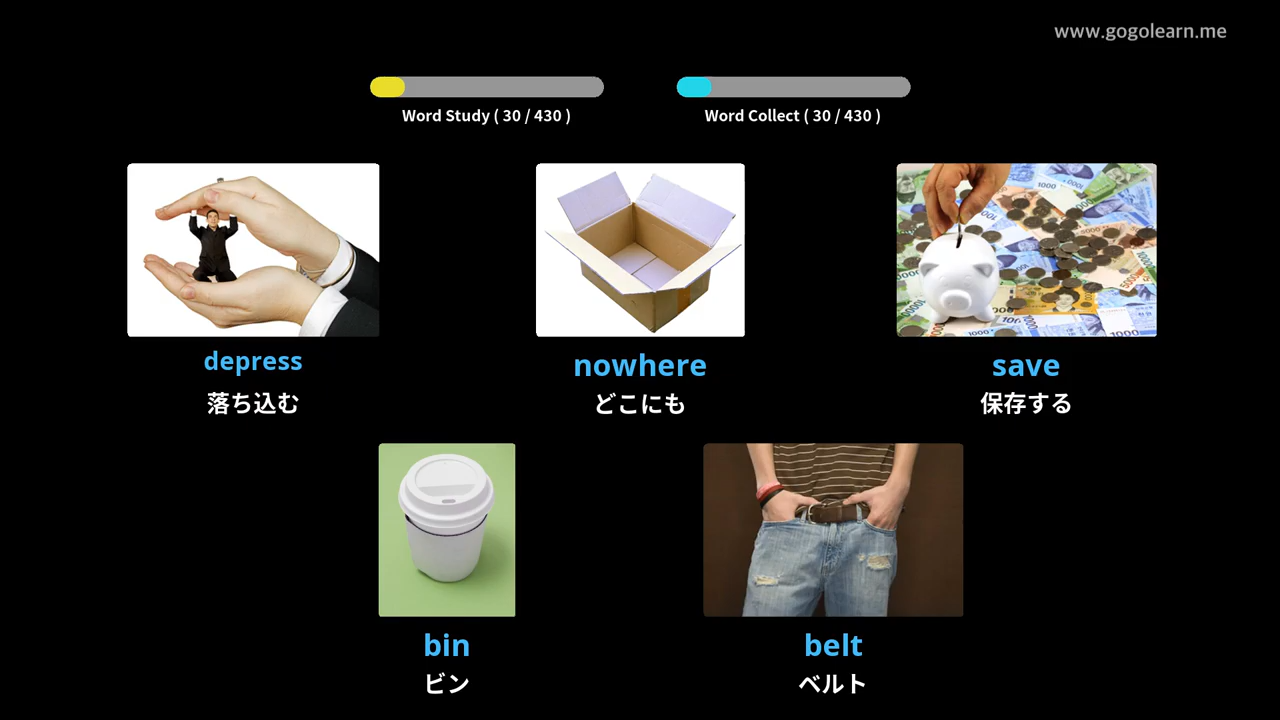 www.gogolearn.me
Word Study ( 30 / 430 )
Word Collect ( 30 / 430 )
depress
落ち込む
nowhere
どこにも
save
保存する
bin
ビン
belt
ベルト